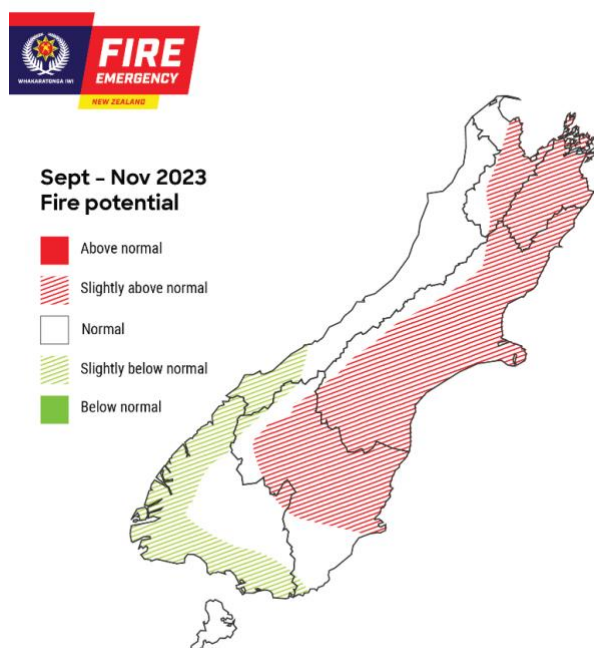 FIRE
EMERGENCY
WHAKARATONGA IWI
NEW ZEALAND
Sept – Nov 2023
Fire potential
Above normal
Slightly above normal
Normal
Slightly below normal
Below normal